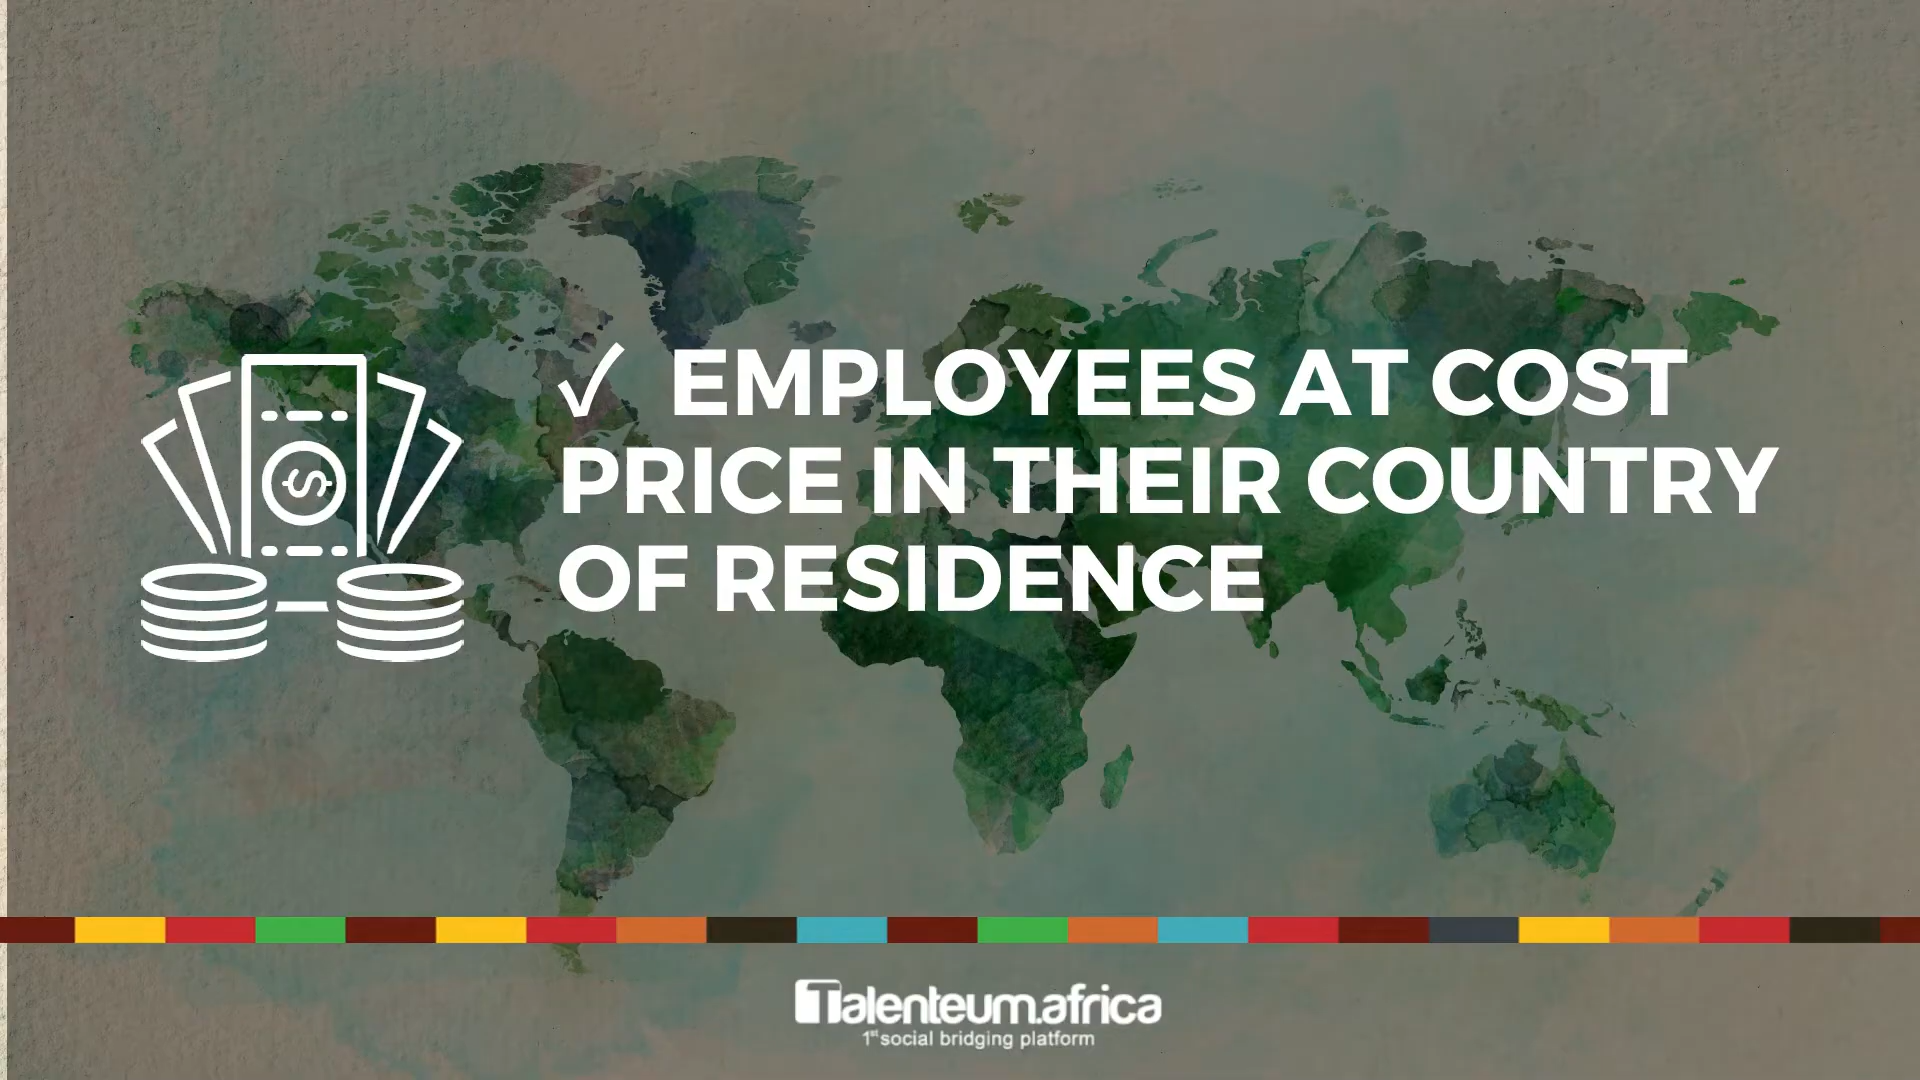 ✓ EMPLOYEES AT COST
PRICE IN THEIR COUNTRY
OF RESIDENCE
$
Talenteum.africa
1st social bridging platform